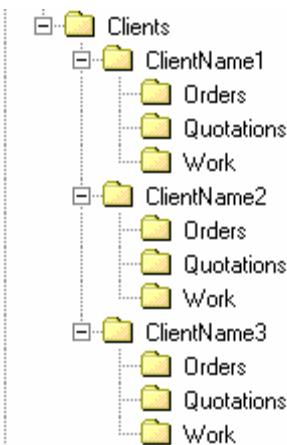 Clients
ClientName1
Orders
Quotations
Work
ClientName2
Orders
Quotations
Work
ClientName3
Orders
Quotations
Work